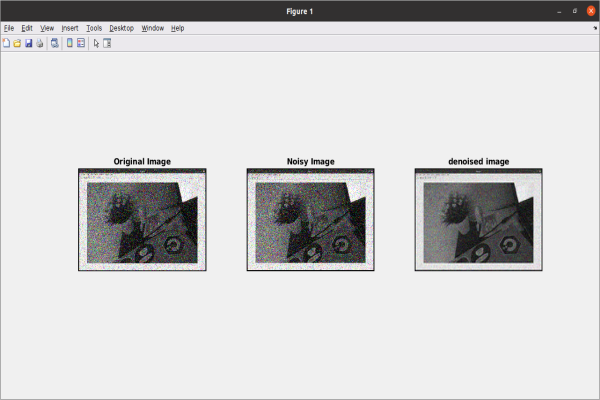 Figure 1
File Edit View Insert Tools Desktop Window Help
Original Image Noisy Image denoised image